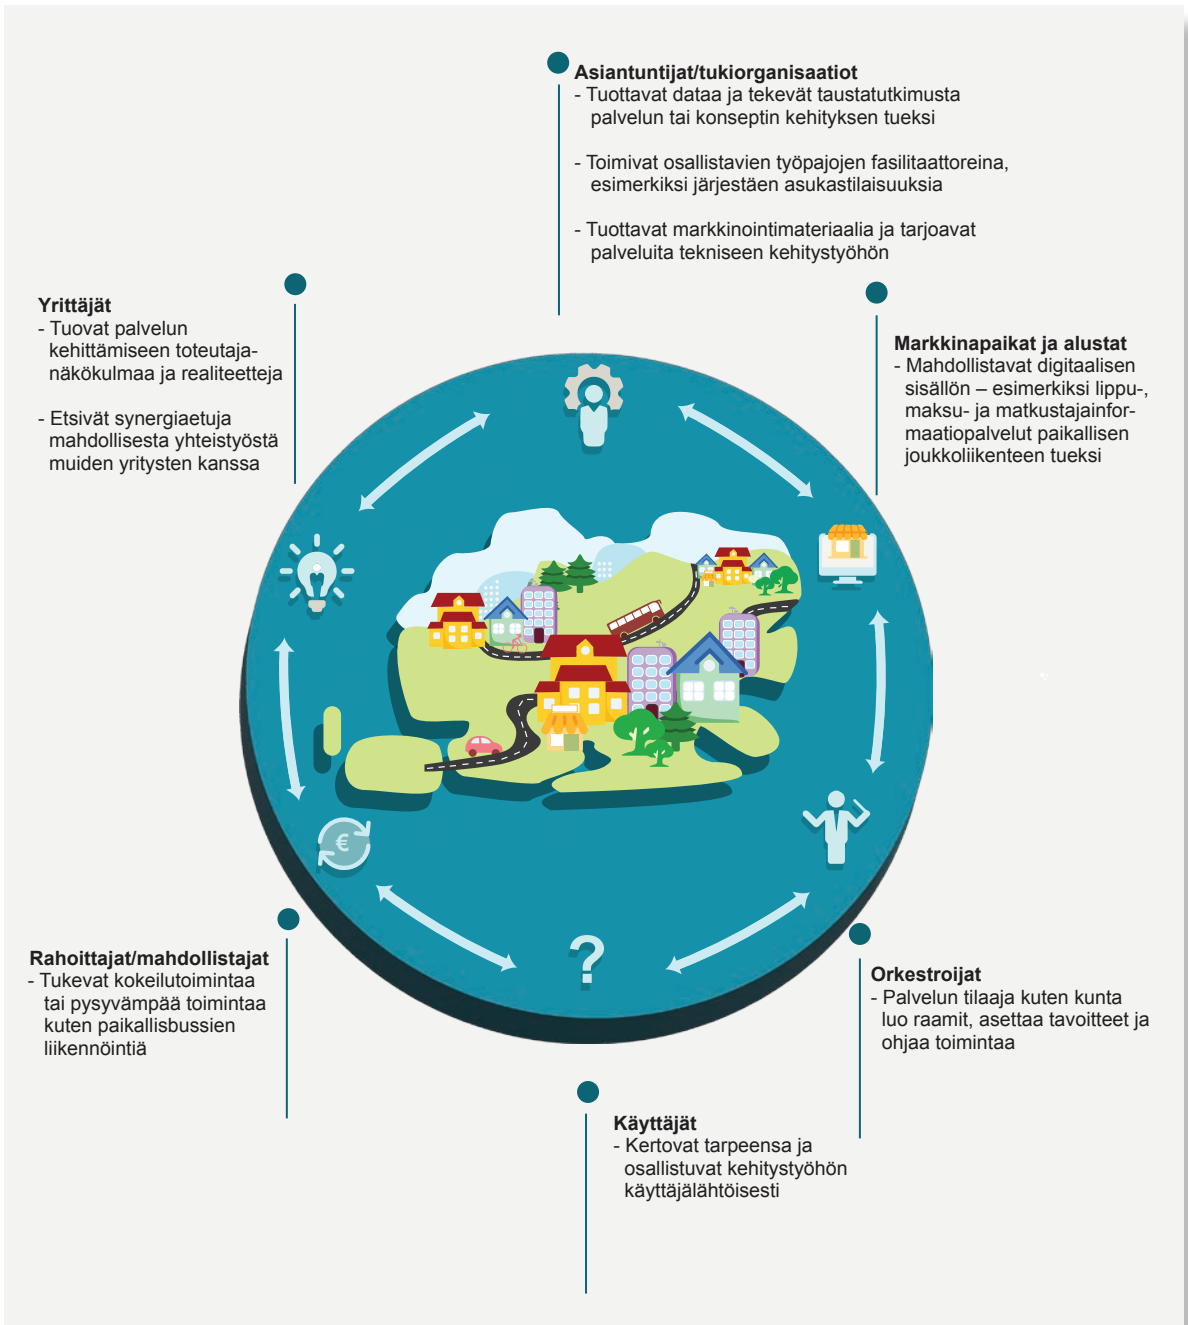 Asiantuntijat/tukiorganisaatiot
- Tuottavat dataa ja tekevät taustatutkimusta
palvelun tai konseptin kehityksen tueksi
- Toimivat osallistavien työpajojen fasilitaattoreina,
esimerkiksi järjestäen asukastilaisuuksia
- Tuottavat markkinointimateriaalia ja tarjoavat
palveluita tekniseen kehitystyöhön
Yrittäjät
- Tuovat palvelun
kehittämiseen toteutaja-
näkökulmaa ja realiteetteja
- Etsivät synergiaetuja
mahdollisesta yhteistyöstä
muiden yritysten kanssa
Markkinapaikat ja alustat
- Mahdollistavat digitaalisen
sisällön – esimerkiksi lippu-,
maksu- ja matkustajainfor-
maatiopalvelut paikallisen
joukkoliikenteen tueksi
€
?
Rahoittajat/mahdollistajat
- Tukevat kokeilutoimintaa
tai pysyvämpää toimintaa
kuten paikallisbussien
liikennöintiä
Orkestroijat
- Palvelun tilaaja kuten kunta
luo raamit, asettaa tavoitteet ja
ohjaa toimintaa
Käyttäjät
- Kertovat tarpeensa ja
osallistuvat kehitystyöhön
käyttäjälähtöisesti